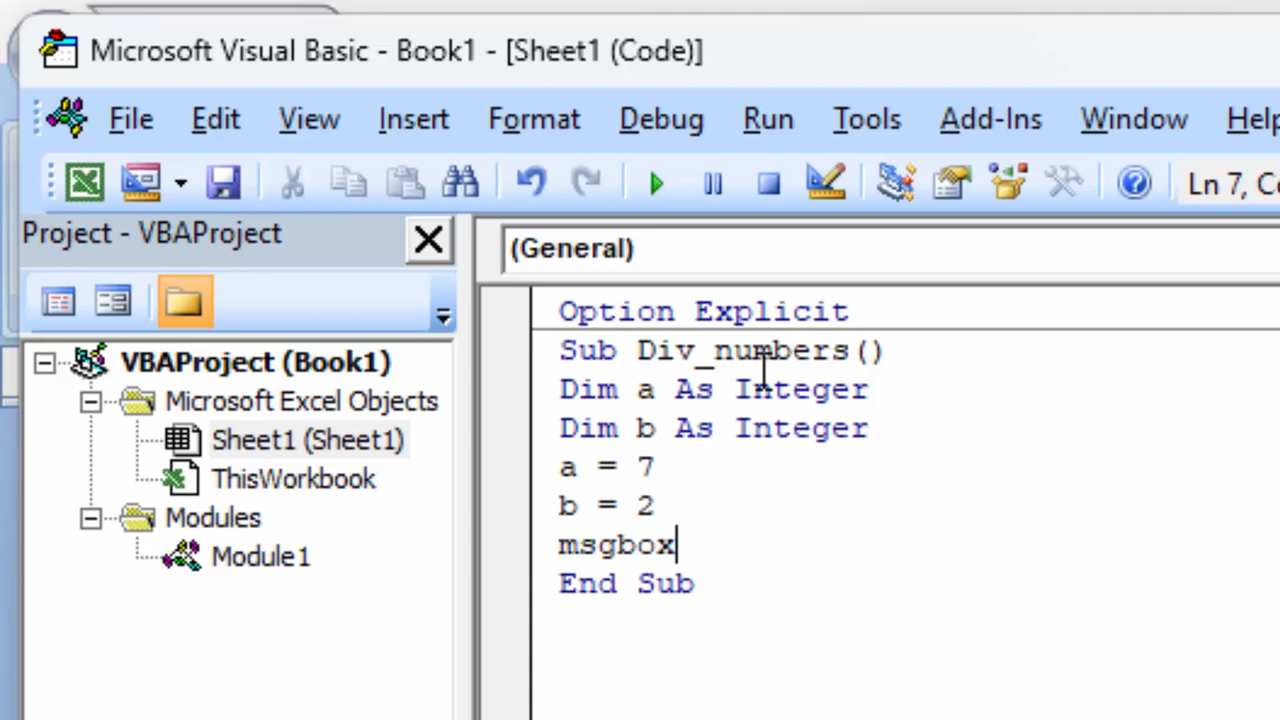 Microsoft Visual Basic - Book1 - [Sheet1 (Code)]
File Edit View Insert Format Debug Run Tools Add-Ins Window Help
Ln 7, Co
Project - VBAProject
(General)
VBAProject (Book1)
Microsoft Excel Objects
Sheet1 (Sheet1)
ThisWorkbook
Modules
Module1
Option Explicit
Sub Div_numbers()
Dim a As Integer
Dim b As Integer
a = 7
b = 2
msgbox
End Sub